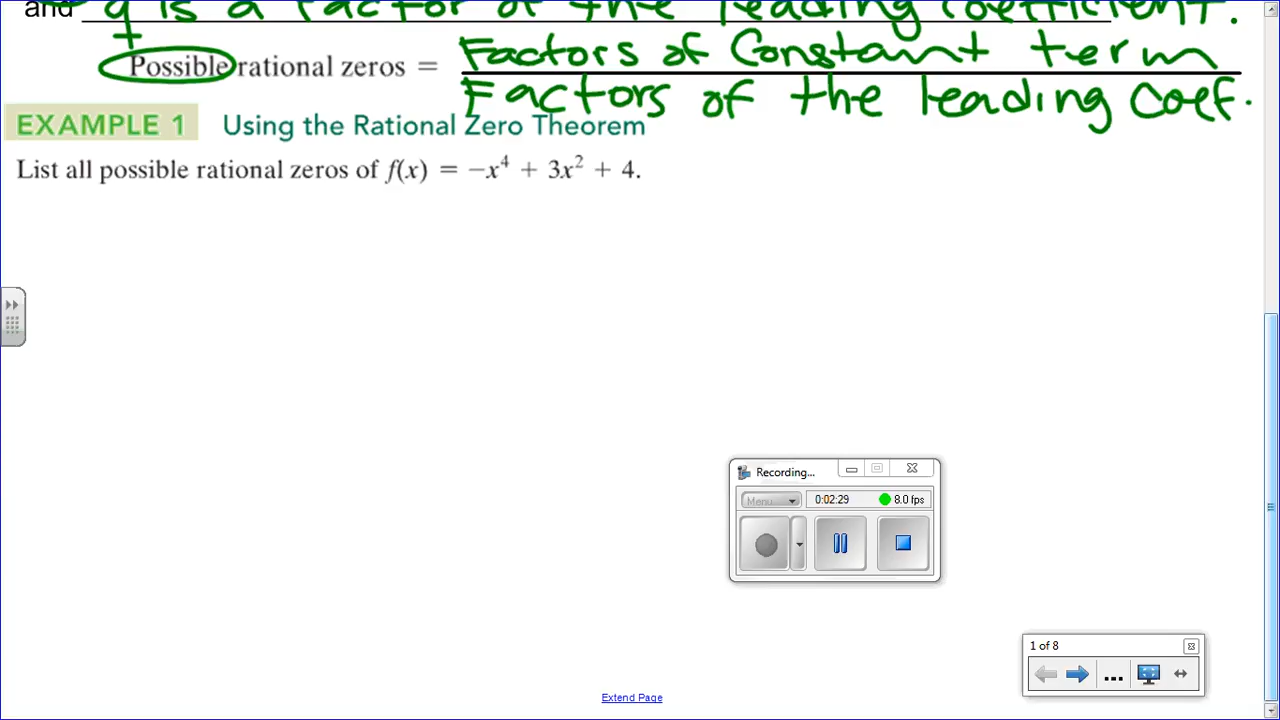 and q is a factor of the leading coefficient.
Possible rational zeros = Factors of Constant term
Factors of the leading coef.
EXAMPLE 1 Using the Rational Zero Theorem
List all possible rational zeros of f(x) = −x⁴ + 3x² + 4.
Recording...
Menu
0:02:29
8.0 fps
1 of 8
...
Extend Page